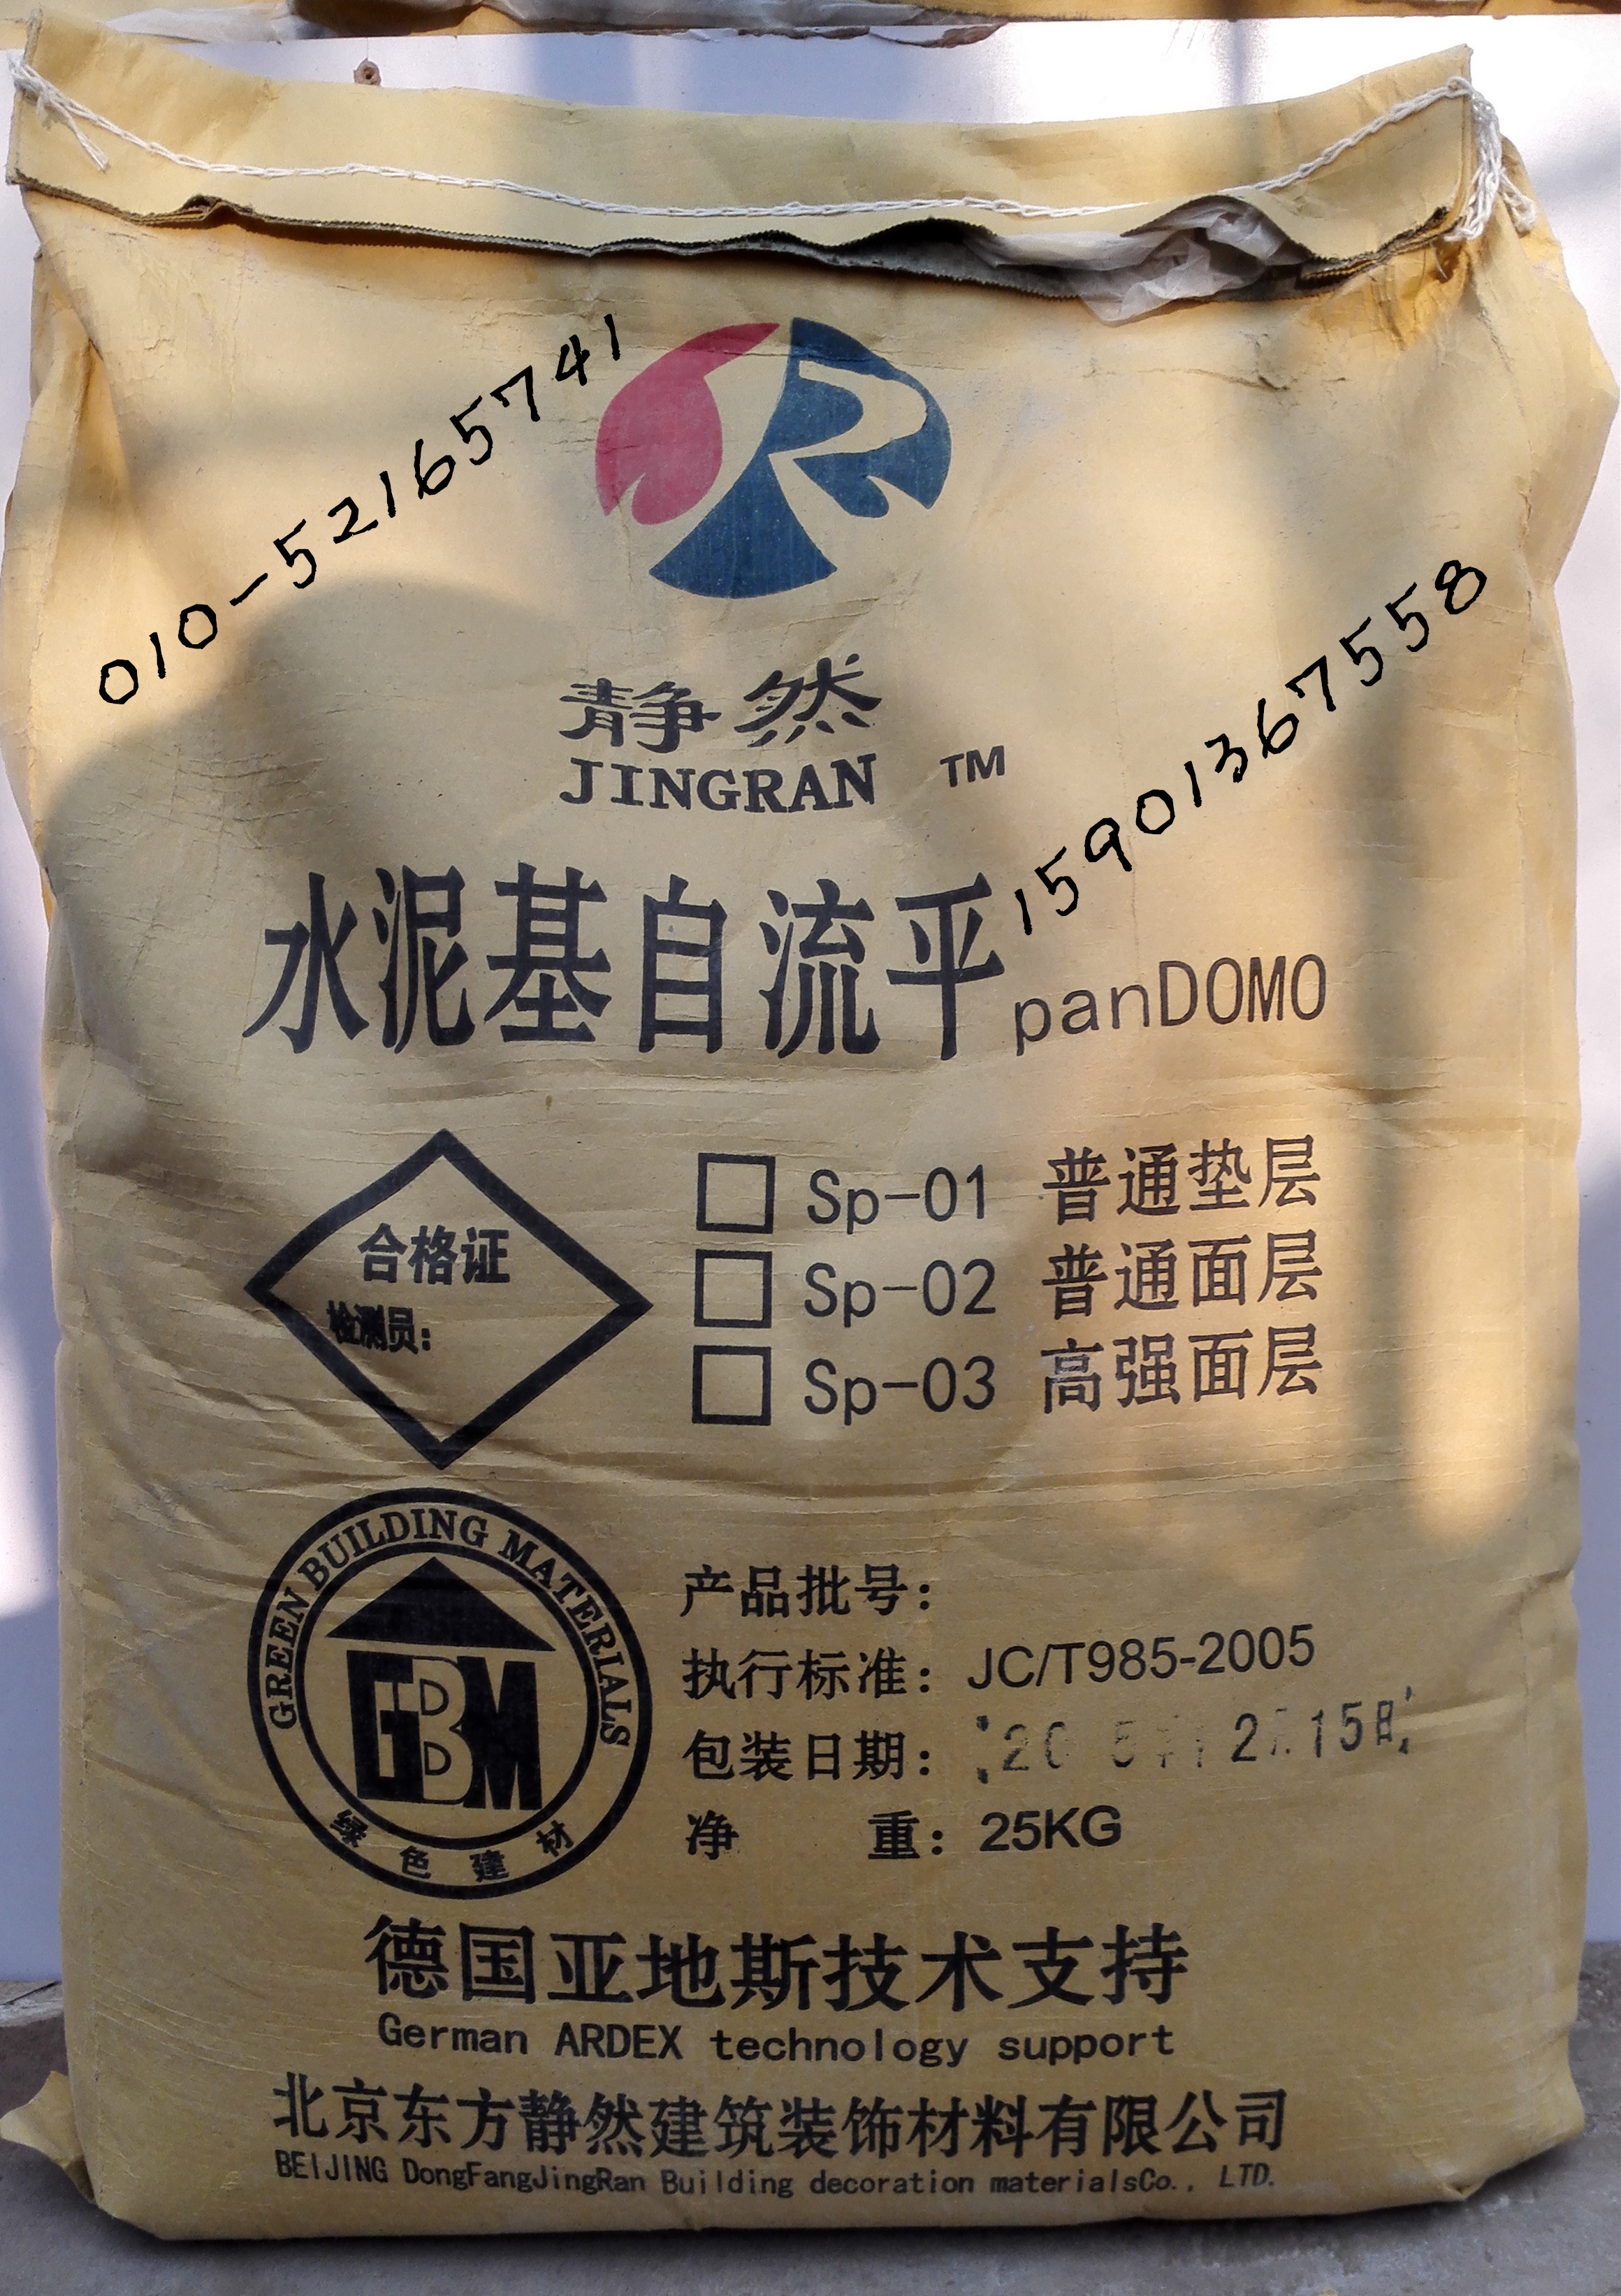 010-52165741
静然
JINGRAN TM
15901367558
水泥基自流平 panDOMO
合格证
检测员:
Sp-01 普通垫层
Sp-02 普通面层
Sp-03 高强面层
GREEN BUILDING MATERIALS
GBM
绿色建材
产品批号:
执行标准: JC/T985-2005
包装日期: 15日
净 重: 25KG
德国亚地斯技术支持
German ARDEX technology support
北京东方静然建筑装饰材料有限公司
BEIJING DongFangJingRan Building decoration materialsCo., LTD.